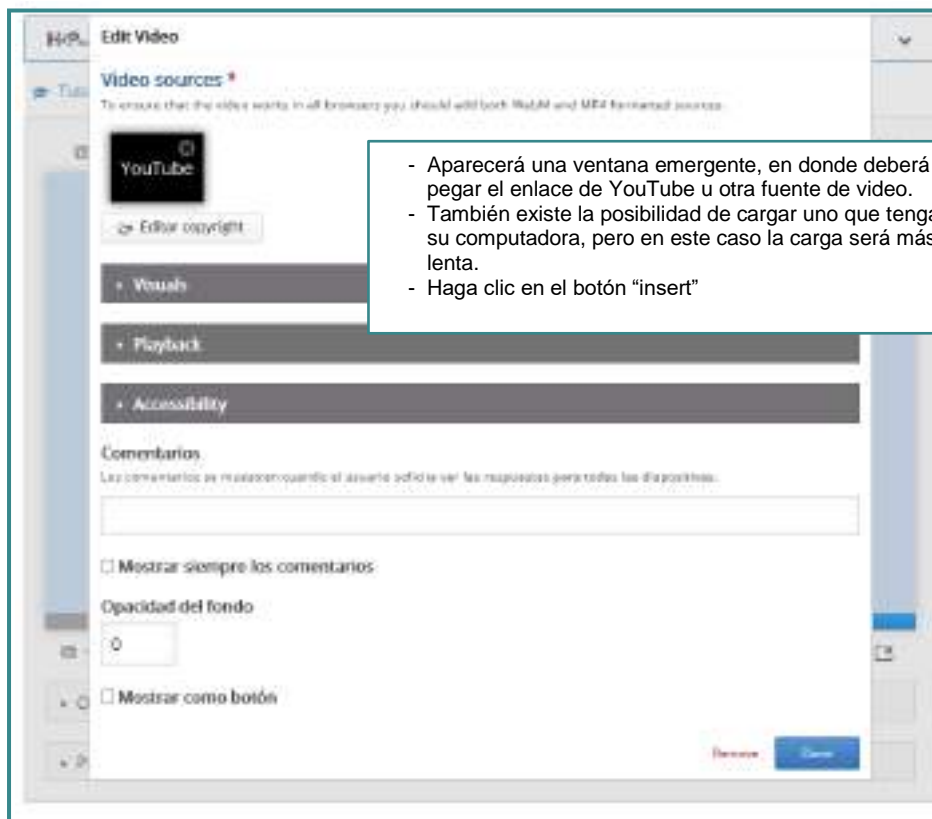 Edit Video
Video sources *
To ensure that the video works in all browsers you should add both WebM and MP4 formatted sources.
YouTube
Editar copyright
- Aparecerá una ventana emergente, en donde deberá
pegar el enlace de YouTube u otra fuente de video.
- También existe la posibilidad de cargar uno que tenga
su computadora, pero en este caso la carga será más
lenta.
- Haga clic en el botón “insert”
Visuals
Playback
Accessibility
Comentarios
Los comentarios se muestran cuando el usuario solicite ver las respuestas para todas las diapositivas.
Mostrar siempre los comentarios
Opacidad del fondo
0
Mostrar como botón
Remove
Done